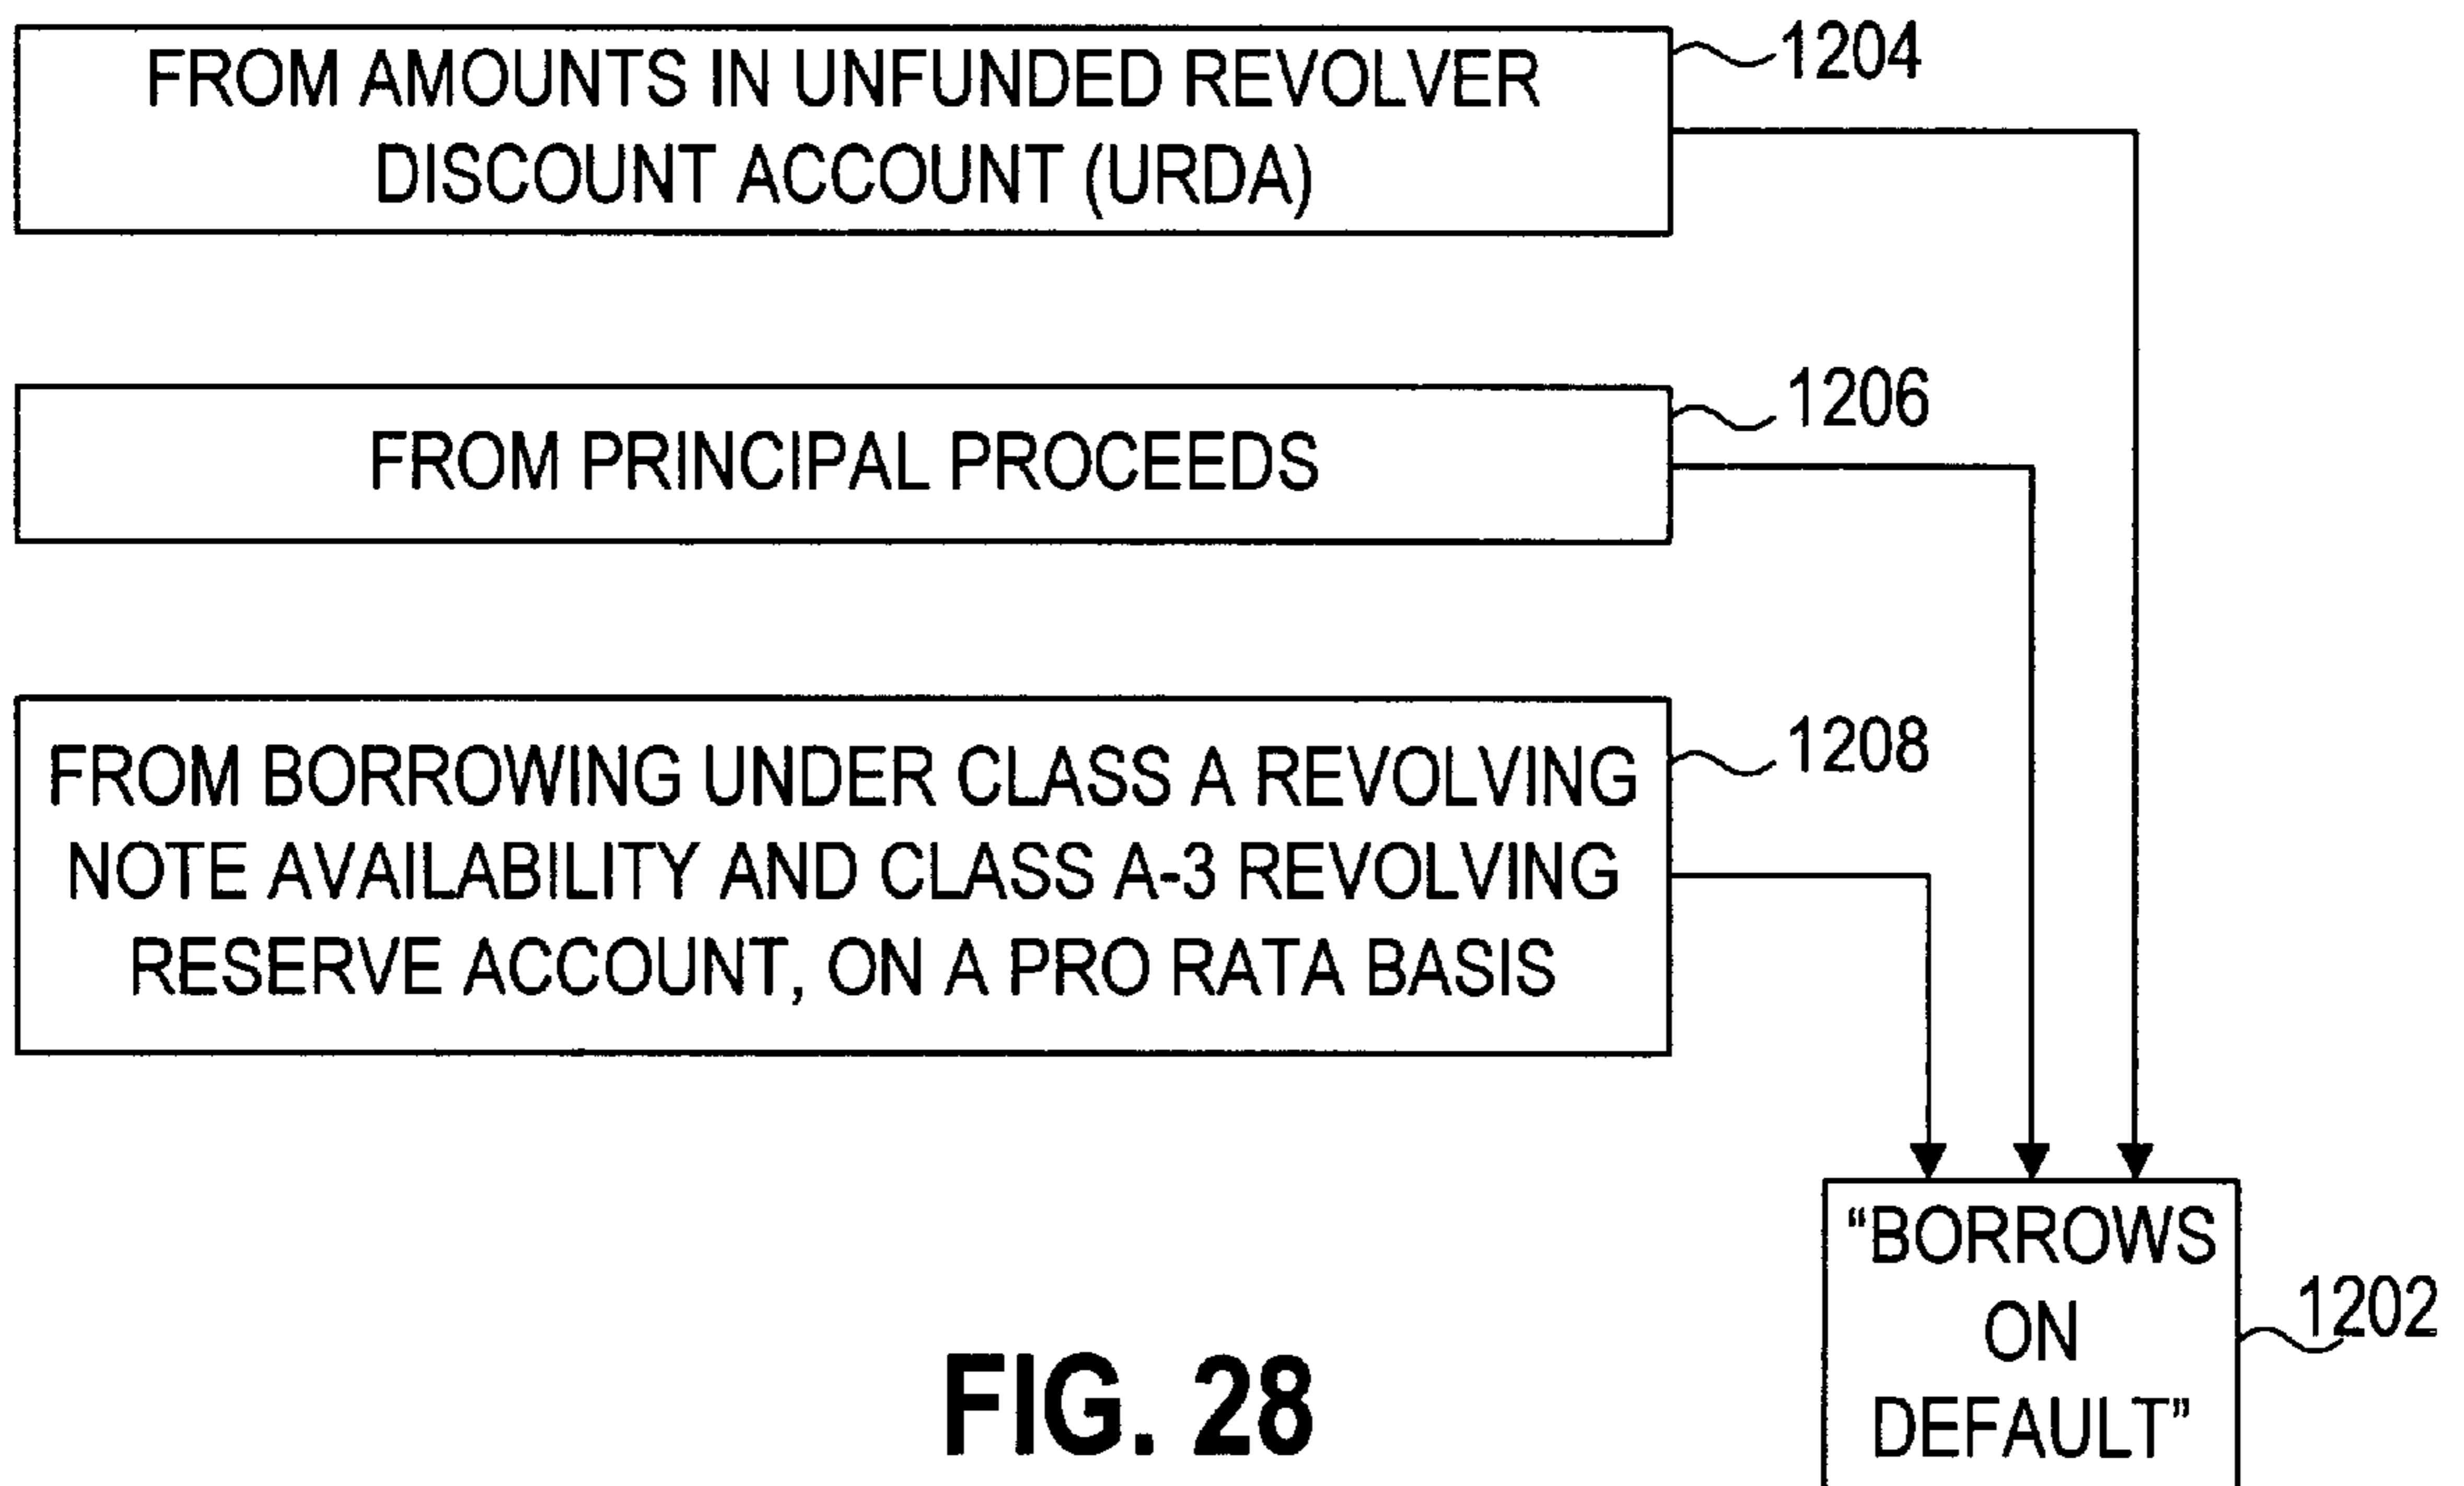 FROM AMOUNTS IN UNFUNDED REVOLVER
DISCOUNT ACCOUNT (URDA)
1204
FROM PRINCIPAL PROCEEDS
1206
FROM BORROWING UNDER CLASS A REVOLVING
NOTE AVAILABILITY AND CLASS A-3 REVOLVING
RESERVE ACCOUNT, ON A PRO RATA BASIS
1208
“BORROWS
ON
DEFAULT”
1202
FIG. 28